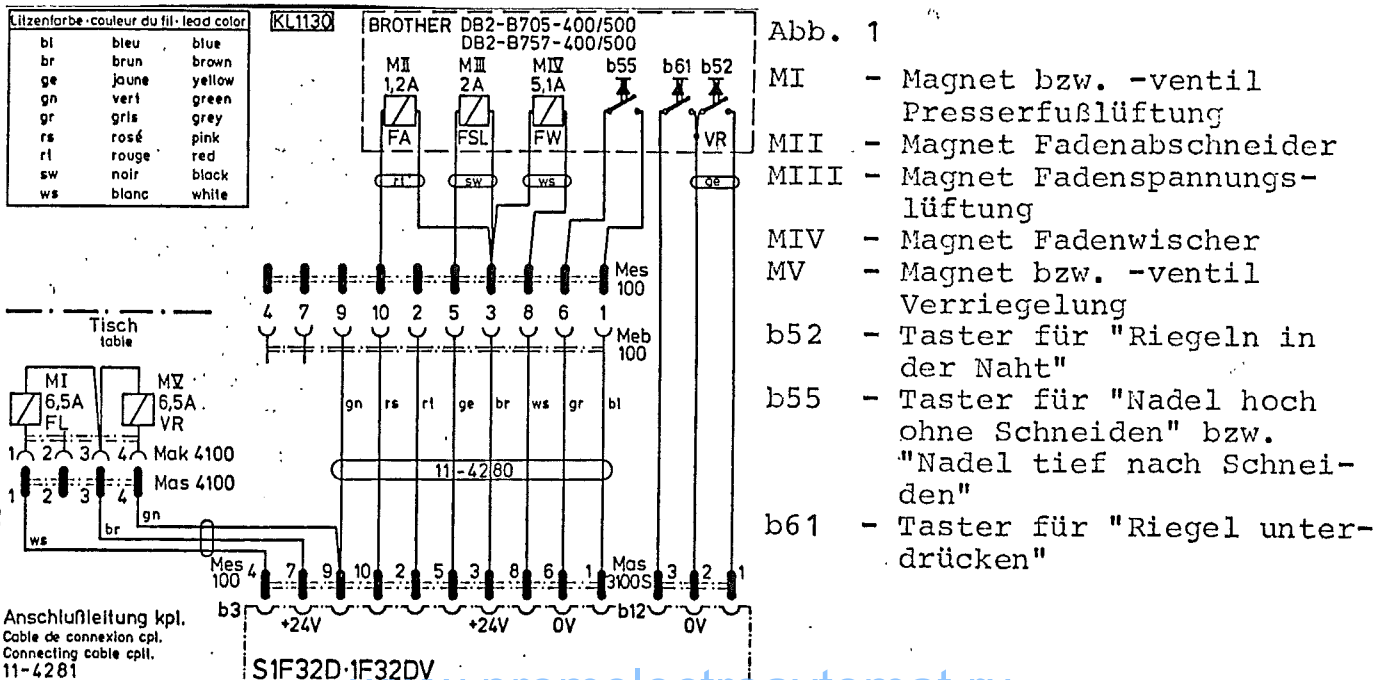 Litzenfarbe·couleur du fil·lead color
bl bleu blue
br brun brown
ge jaune yellow
gn vert green
gr gris grey
rs rosé pink
rt rouge red
sw noir black
ws blanc white
KL1130
BROTHER DB2-B705-400/500
DB2-B757-400/500
MII MIII MIV b55 b61 b52
1,2A 2A 5,1A
FA FSL FW VR
rt sw ws ge
Mes
100
4 7 9 10 2 5 3 8 6 1
Meb
100
Tisch
table
MI MV
6,5A 6,5A
FL VR
gn rs rt ge br ws gr bl
1 2 3 4 Mak 4100
11-4280
1 2 3 4 Mas 4100
ws br gn
Mes
100
4 7 9 10 2 5 3 8 6 1
Mas
3100S
3 2 1
b3 b12
+24V +24V 0V 0V
Anschlußleitung kpl.
Cable de connexion cpl.
Connecting cable cplt.
11-4281
S1F32D·1F32DV
Abb. 1
MI - Magnet bzw. -ventil
Presserfußlüftung
MII - Magnet Fadenabschneider
MIII - Magnet Fadenspannungs-
lüftung
MIV - Magnet Fadenwischer
MV - Magnet bzw. -ventil
Verriegelung
b52 - Taster für "Riegeln in
der Naht"
b55 - Taster für "Nadel hoch
ohne Schneiden" bzw.
"Nadel tief nach Schnei-
den"
b61 - Taster für "Riegel unter-
drücken"